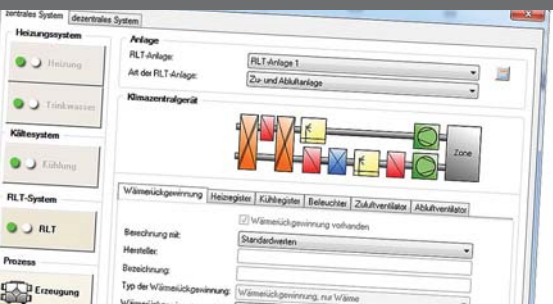 zentrales System dezentrales System
Heizungssystem
Heizung
Trinkwasser
Kältesystem
Kühlung
RLT-System
RLT
Prozess
Erzeugung
Anlage
RLT-Anlage:
RLT-Anlage 1
Art der RLT-Anlage:
Zu- und Abluftanlage
Klimazentralgerät
Zone
Wärmerückgewinnung Heizregister Kühlregister Befeuchter Zuluftventilator Abluftventilator
Wärmerückgewinnung vorhanden
Berechnung mit:
Standardwerten
Hersteller:
Bezeichnung:
Typ der Wärmerückgewinnung:
Wärmerückgewinnung, nur Wärme